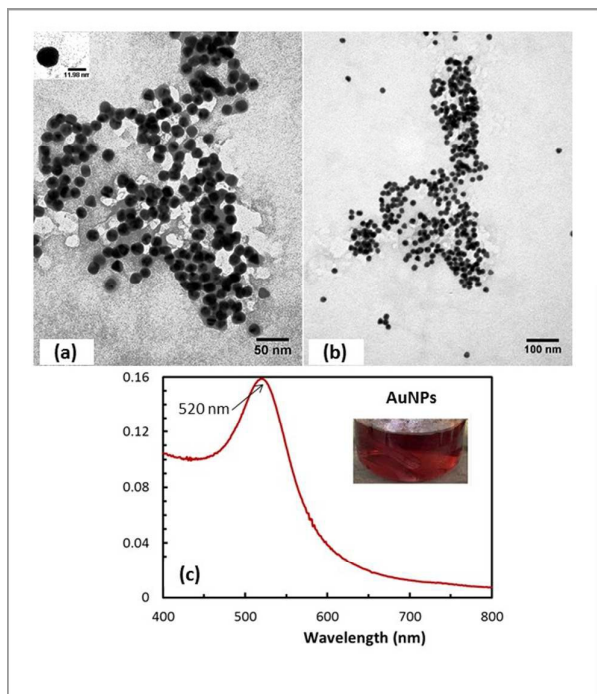 11.98 nm
(a)
50 nm
(b)
100 nm
0.16
0.12
0.08
0.04
0
520 nm
AuNPs
(c)
400
500
600
700
800
Wavelength (nm)